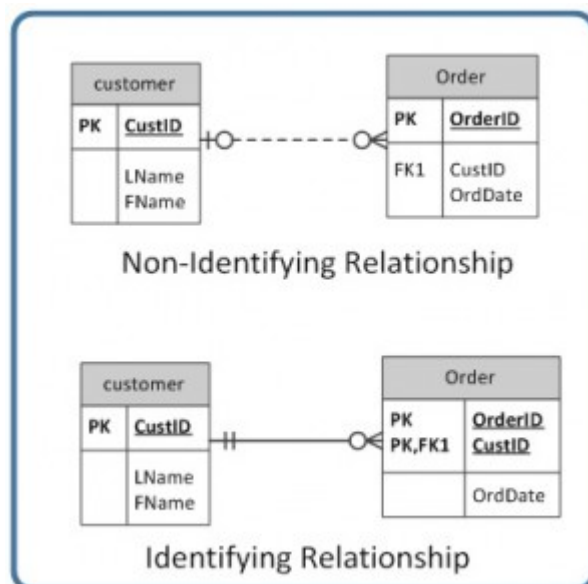 customer
PK CustID
LName
FName
Order
PK OrderID
FK1 CustID
OrdDate
Non-Identifying Relationship
customer
PK CustID
LName
FName
Order
PK OrderID
PK,FK1 CustID
OrdDate
Identifying Relationship